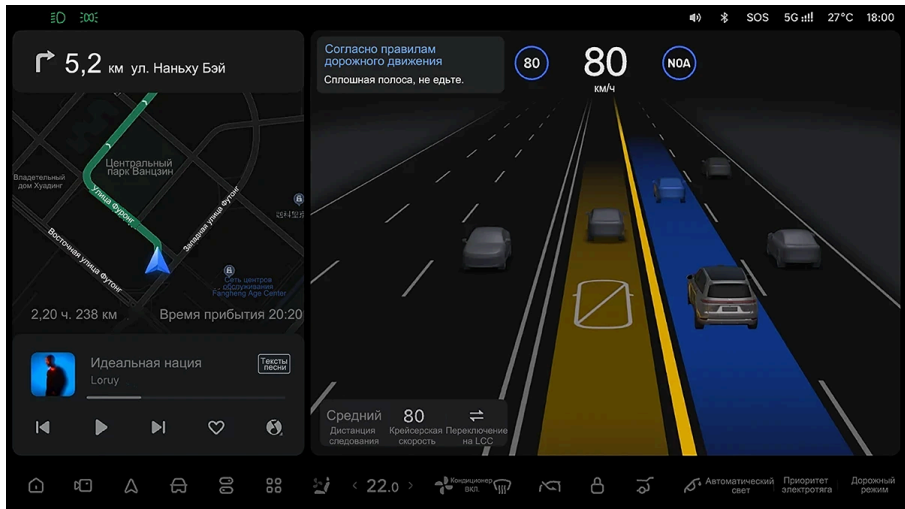 SOS 5G 27°C 18:00
5,2 км ул. Наньху Бэй
Согласно правилам
дорожного движения
Сплошная полоса, не едьте.
80
80
км/ч
NOA
Центральный
парк Ванцзин
Владетельный
дом Хуадинг
Улица Фуронг
Западная улица Футонг
Восточная улица Футонг
Сеть центров
обслуживания
Fangheng Age Center
2,20 ч. 238 км
Время прибытия 20:20
Идеальная нация
Loruy
Тексты
песни
Средний
Дистанция
следования
80
Крейсерская
скорость
Переключение
на LCC
22.0
Кондиционер
вкл.
Автоматический
свет
Приоритет
электротяга
Дорожный
режим